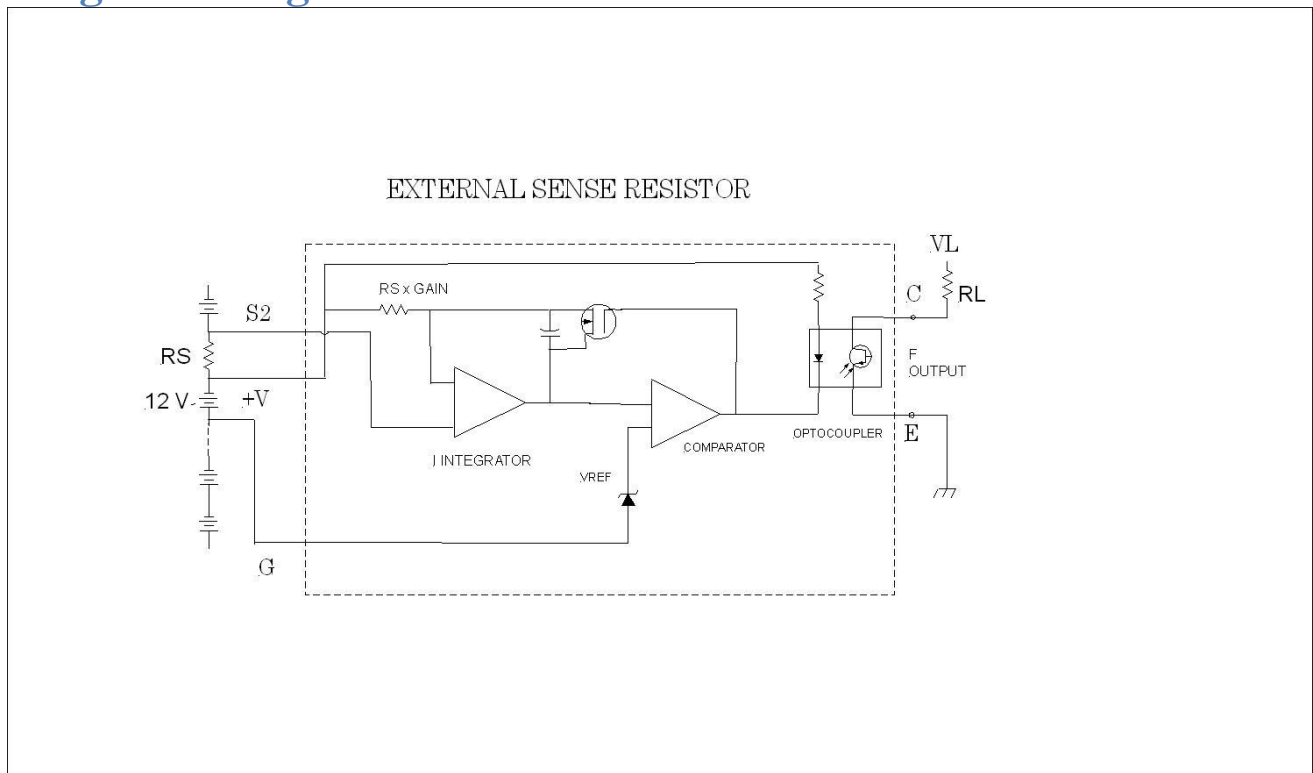 EXTERNAL SENSE RESISTOR
VL
RS x GAIN
C
RL
S2
RS
F
OUTPUT
12 V
+V
OPTOCOUPLER
E
COMPARATOR
INTEGRATOR
VREF
G